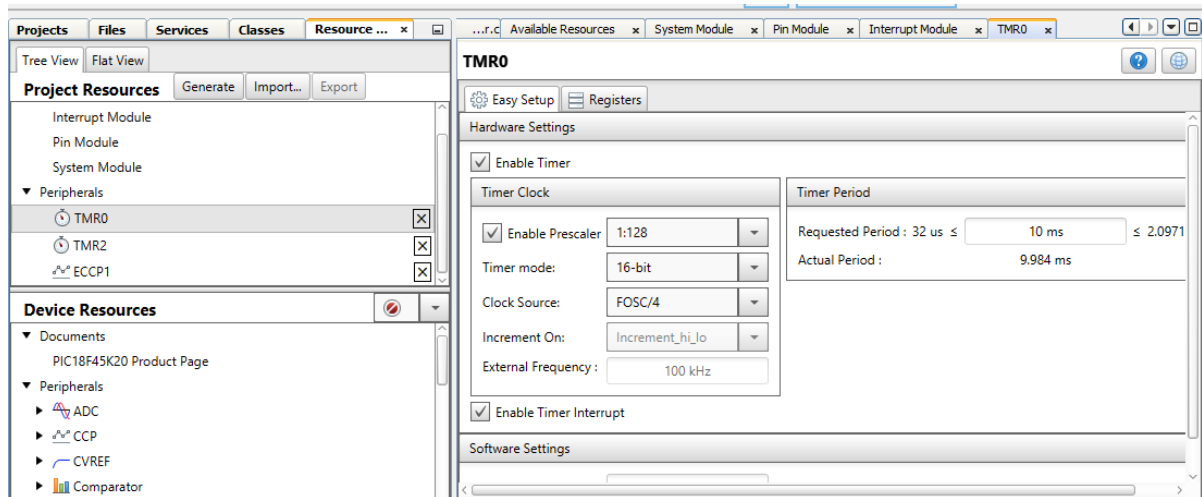 Projects Files Services Classes Resource ... x
Tree View Flat View
Project Resources Generate Import... Export
Interrupt Module
Pin Module
System Module
Peripherals
TMR0
TMR2
ECCP1
Device Resources
Documents
PIC18F45K20 Product Page
Peripherals
ADC
CCP
CVREF
Comparator
...r.c Available Resources x System Module x Pin Module x Interrupt Module x TMR0 x
TMR0
Easy Setup Registers
Hardware Settings
Enable Timer
Timer Clock
Enable Prescaler 1:128
Timer mode: 16-bit
Clock Source: FOSC/4
Increment On: Increment_hi_lo
External Frequency : 100 kHz
Enable Timer Interrupt
Timer Period
Requested Period : 32 us ≤ 10 ms ≤ 2.0971
Actual Period : 9.984 ms
Software Settings